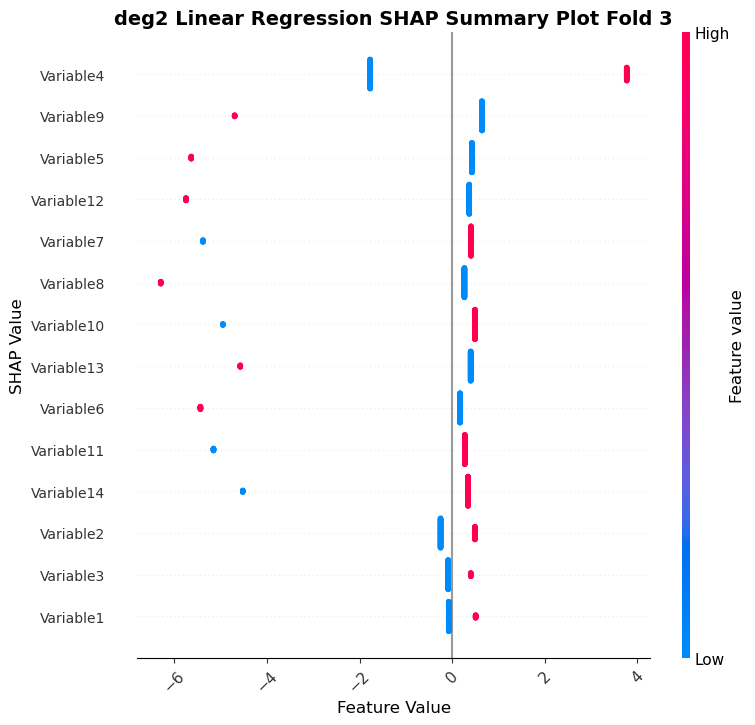 deg2 Linear Regression SHAP Summary Plot Fold 3
High
Variable4
Variable9
Variable5
Variable12
Variable7
Variable8
Variable10
Variable13
Variable6
Variable11
Variable14
Variable2
Variable3
Variable1
SHAP Value
Feature value
Low
−6
−4
−2
0
2
4
Feature Value